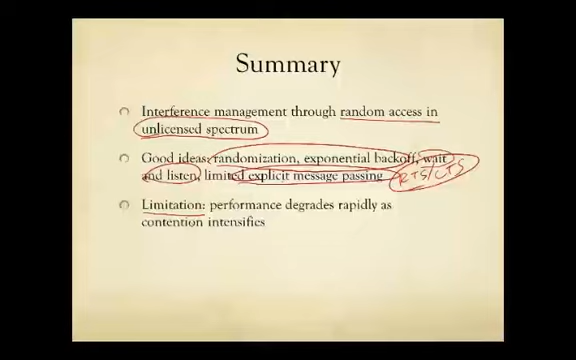 Summary
Interference management through random access in
unlicensed spectrum
Good ideas: randomization, exponential backoff, wait
and listen, limited explicit message passing
RTS/CTS
Limitation: performance degrades rapidly as
contention intensifies